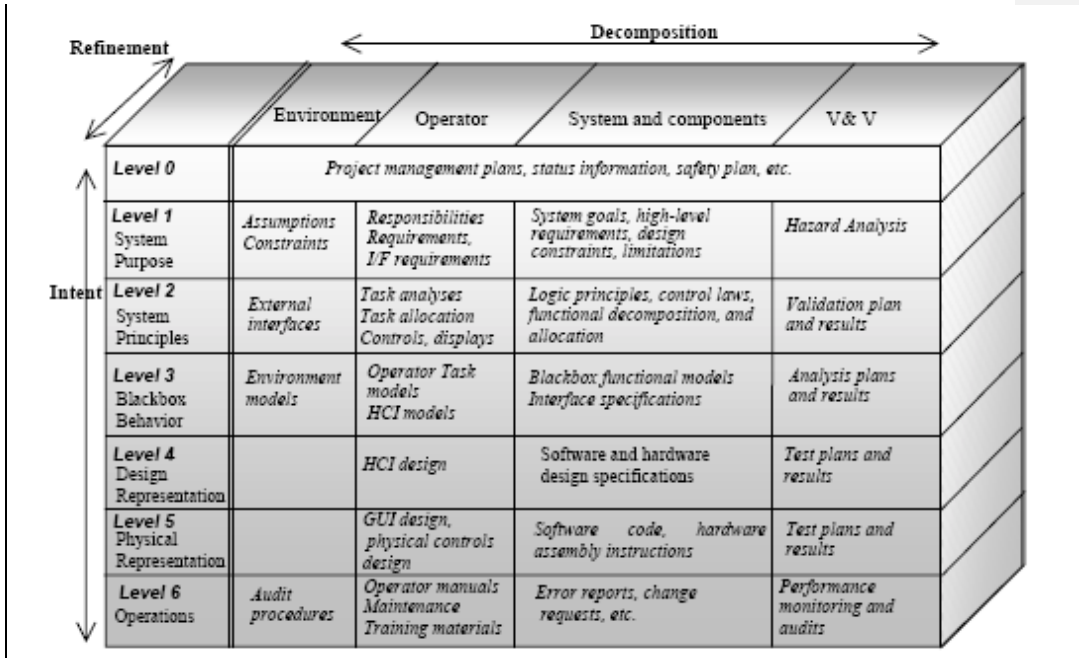 Decomposition
Refinement
Environment
Operator
System and components
V& V
Intent
Level 0
Project management plans, status information, safety plan, etc.
Level 1
System
Purpose
Assumptions
Constraints
Responsibilities
Requirements,
I/F requirements
System goals, high-level
requirements, design
constraints, limitations
Hazard Analysis
Level 2
System
Principles
External
interfaces
Task analyses
Task allocation
Controls, displays
Logic principles, control laws,
functional decomposition, and
allocation
Validation plan
and results
Level 3
Blackbox
Behavior
Environment
models
Operator Task
models
HCI models
Blackbox functional models
Interface specifications
Analysis plans
and results
Level 4
Design
Representation
HCI design
Software and hardware
design specifications
Test plans and
results
Level 5
Physical
Representation
GUI design,
physical controls
design
Software code, hardware
assembly instructions
Test plans and
results
Level 6
Operations
Audit
procedures
Operator manuals
Maintenance
Training materials
Error reports, change
requests, etc.
Performance
monitoring and
audits